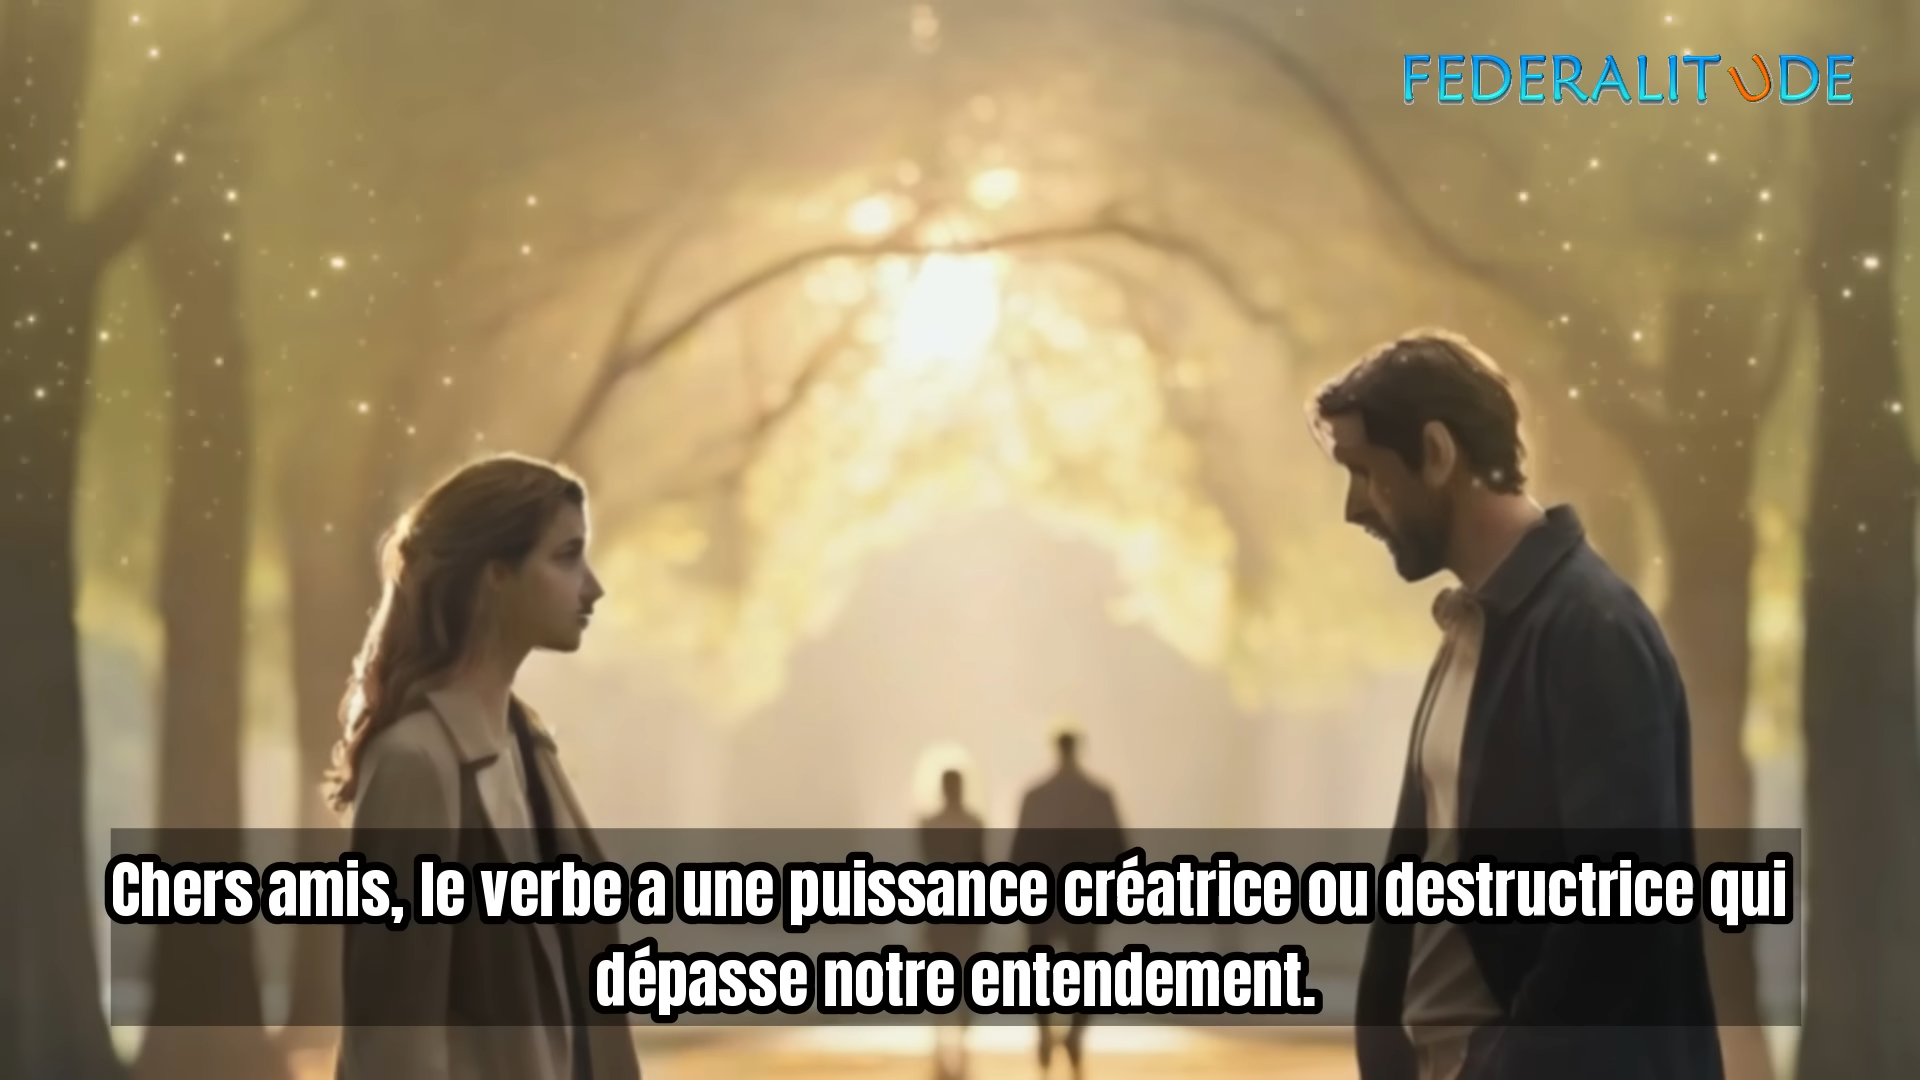 FEDERALITUDE
Chers amis, le verbe a une puissance créatrice ou destructrice qui
dépasse notre entendement.